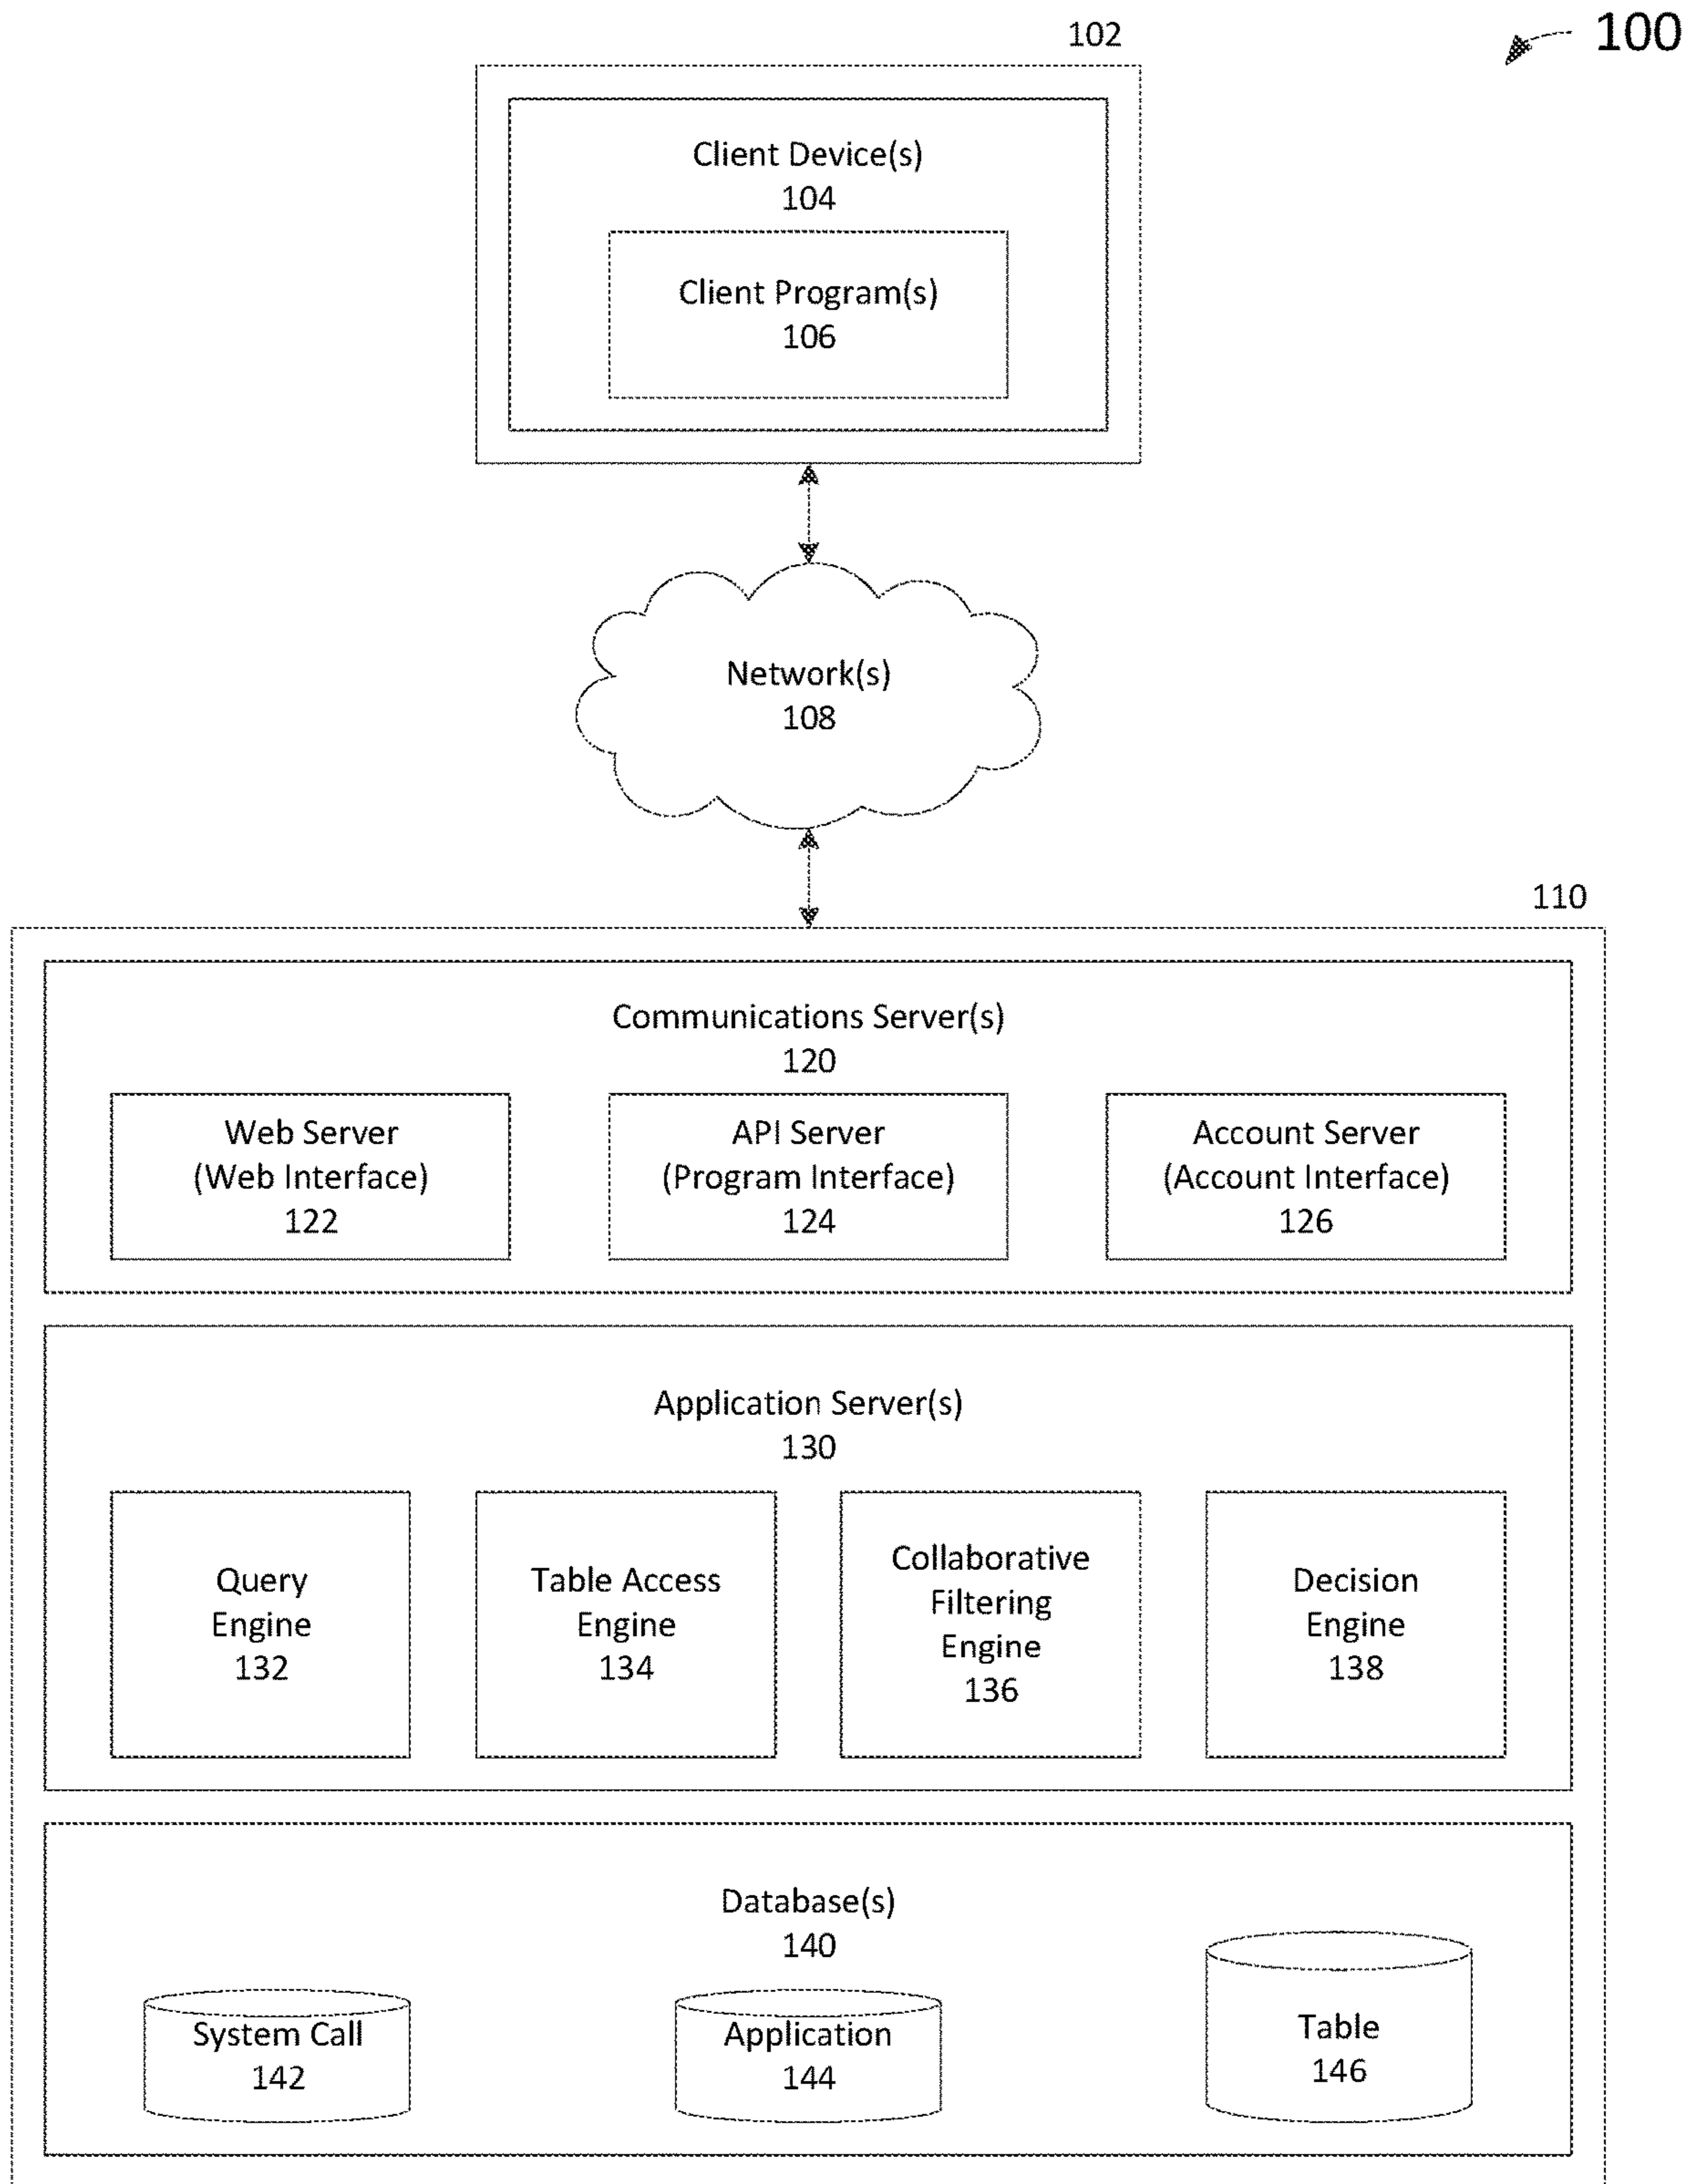 100
102
Client Device(s)
104
Client Program(s)
106
Network(s)
108
110
Communications Server(s)
120
Web Server
(Web Interface)
122
API Server
(Program Interface)
124
Account Server
(Account Interface)
126
Application Server(s)
130
Query
Engine
132
Table Access
Engine
134
Collaborative
Filtering
Engine
136
Decision
Engine
138
Database(s)
140
System Call
142
Application
144
Table
146